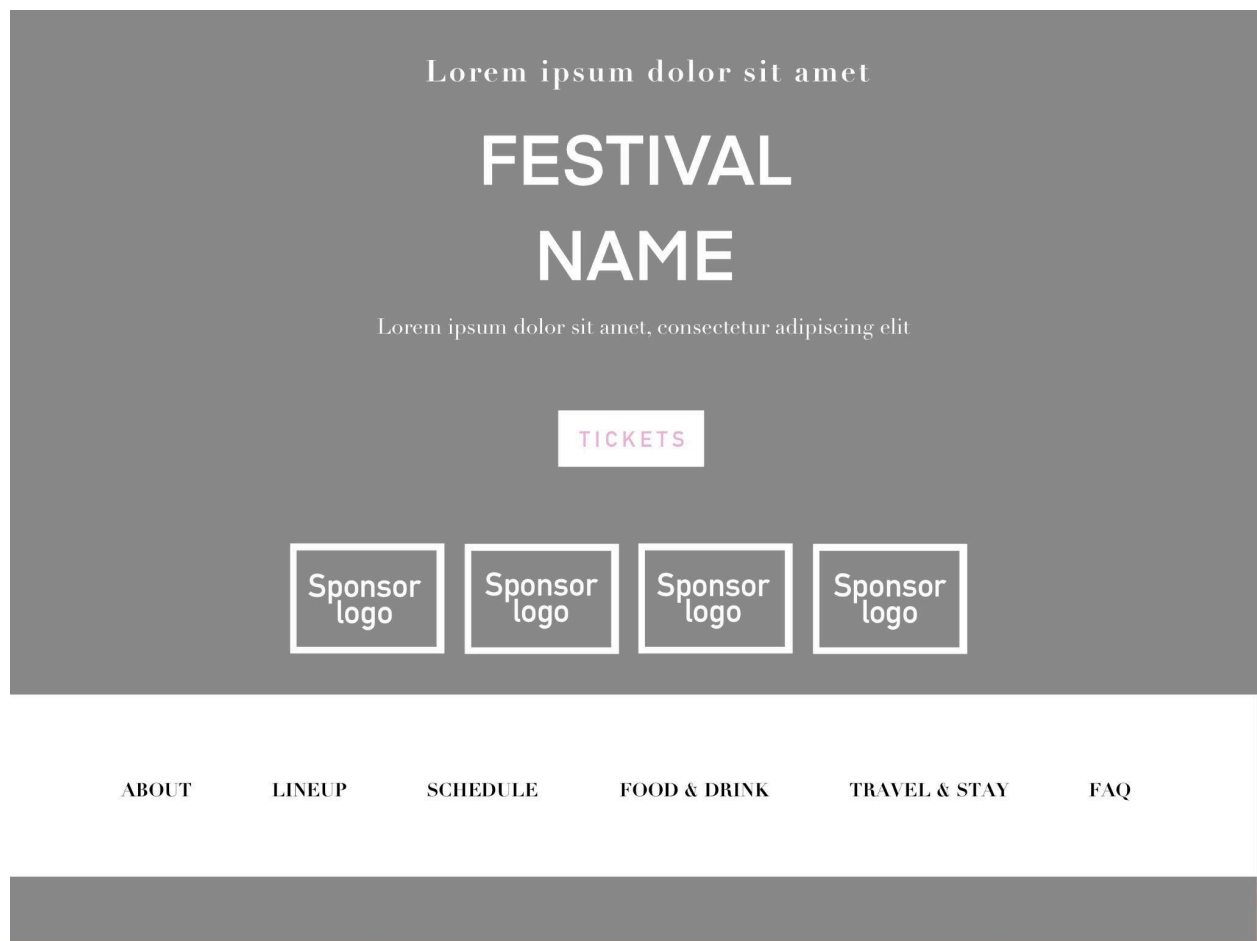 Lorem ipsum dolor sit amet
FESTIVAL
NAME
Lorem ipsum dolor sit amet, consectetur adipiscing elit
TICKETS
Sponsor
logo
Sponsor
logo
Sponsor
logo
Sponsor
logo
ABOUT LINEUP SCHEDULE FOOD & DRINK TRAVEL & STAY FAQ